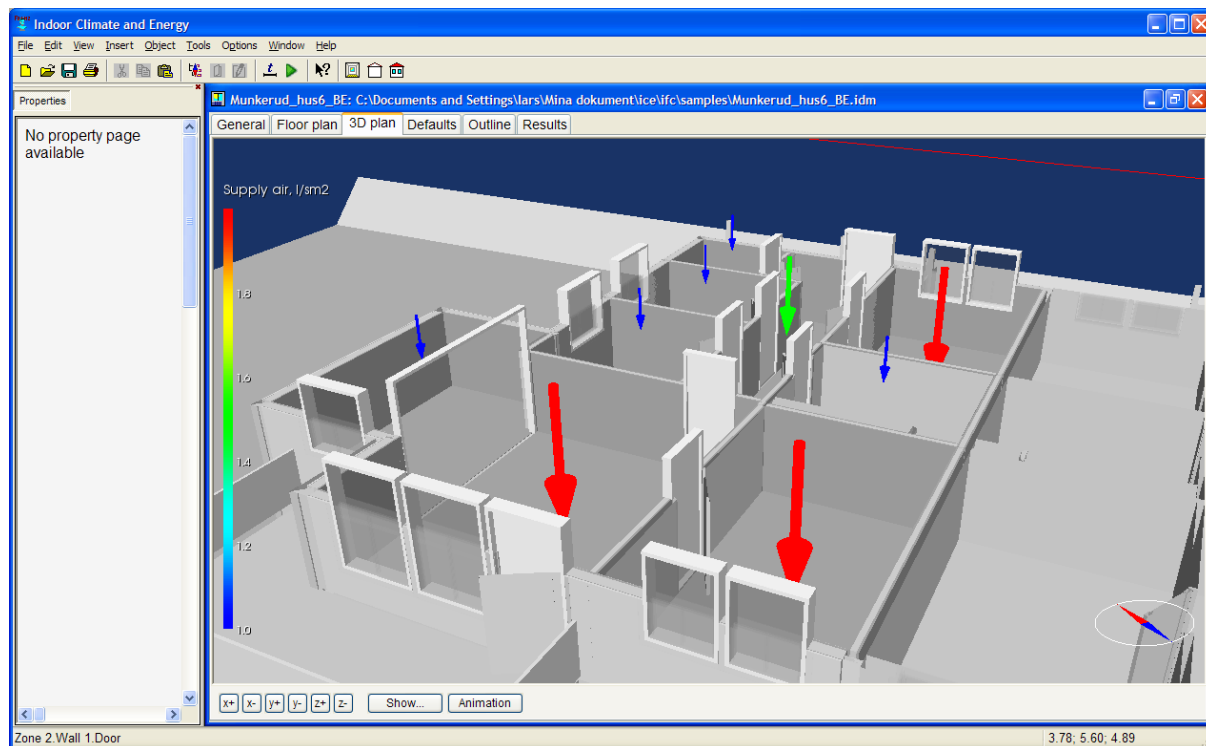 Indoor Climate and Energy
File Edit View Insert Object Tools Options Window Help
Properties
No property page
available
Munkerud_hus6_BE: C:\Documents and Settings\lars\Mina dokument\ice\ifc\samples\Munkerud_hus6_BE.idm
General Floor plan 3D plan Defaults Outline Results
Supply air, l/sm2
1.8
1.6
1.4
1.2
1.0
x+ x- y+ y- z+ z- Show... Animation
Zone 2.Wall 1.Door 3.78; 5.60; 4.89